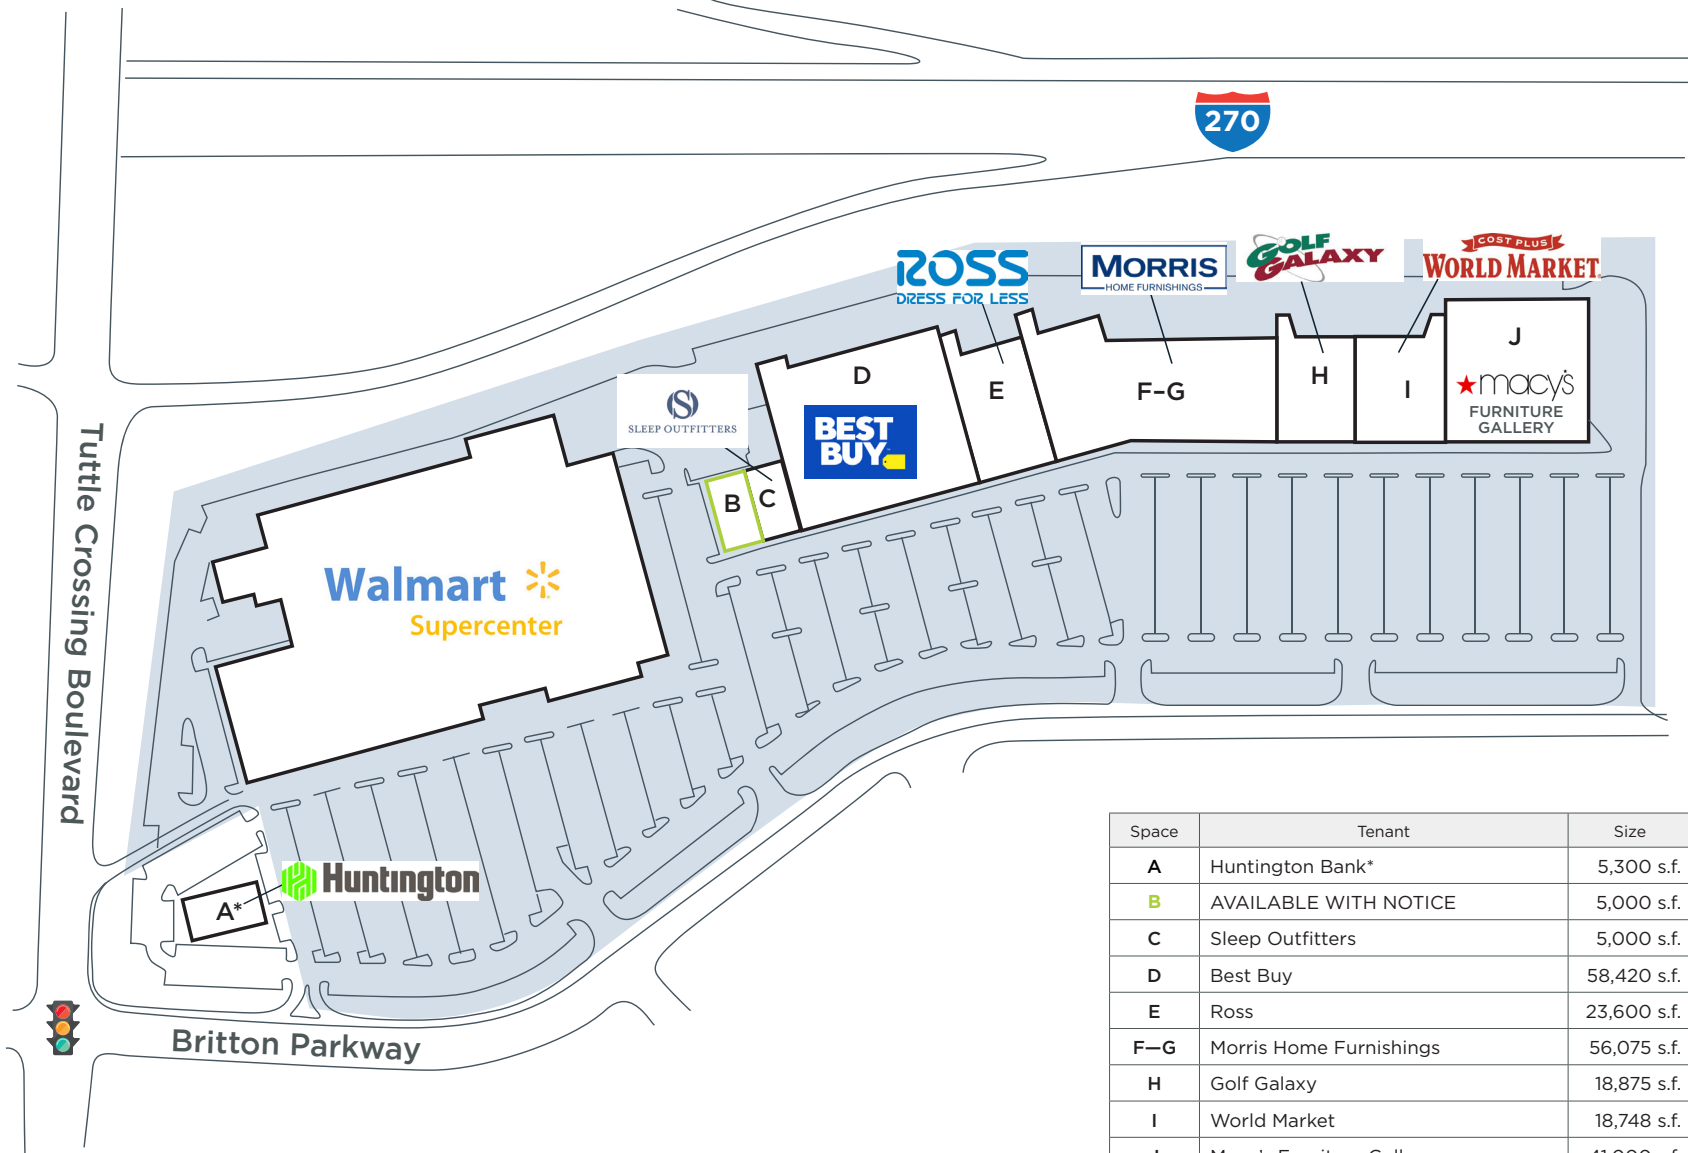 270
ROSS
DRESS FOR LESS
MORRIS
HOME FURNISHINGS
GOLF
GALAXY
COST PLUS
WORLD MARKET
J
macy's
FURNITURE
GALLERY
D
E
F–G
H
I
SLEEP OUTFITTERS
BEST
BUY
B
C
Walmart
Supercenter
Tuttle Crossing Boulevard
Huntington
A*
Britton Parkway
Space Tenant Size
A Huntington Bank* 5,300 s.f.
B AVAILABLE WITH NOTICE 5,000 s.f.
C Sleep Outfitters 5,000 s.f.
D Best Buy 58,420 s.f.
E Ross 23,600 s.f.
F—G Morris Home Furnishings 56,075 s.f.
H Golf Galaxy 18,875 s.f.
I World Market 18,748 s.f.